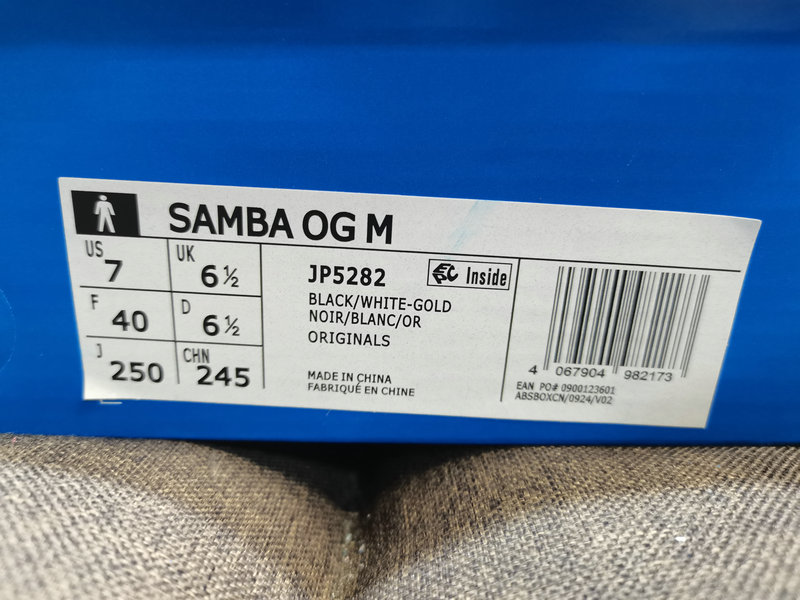 SAMBA OG M
US 7 UK 6½
F 40 D 6½
J 250 CHN 245
JP5282 EC Inside
BLACK/WHITE-GOLD
NOIR/BLANC/OR
ORIGINALS
MADE IN CHINA
FABRIQUÉ EN CHINE
4 067904 982173
EAN PO# 0900123601
ABSBOXCN/0924/V02